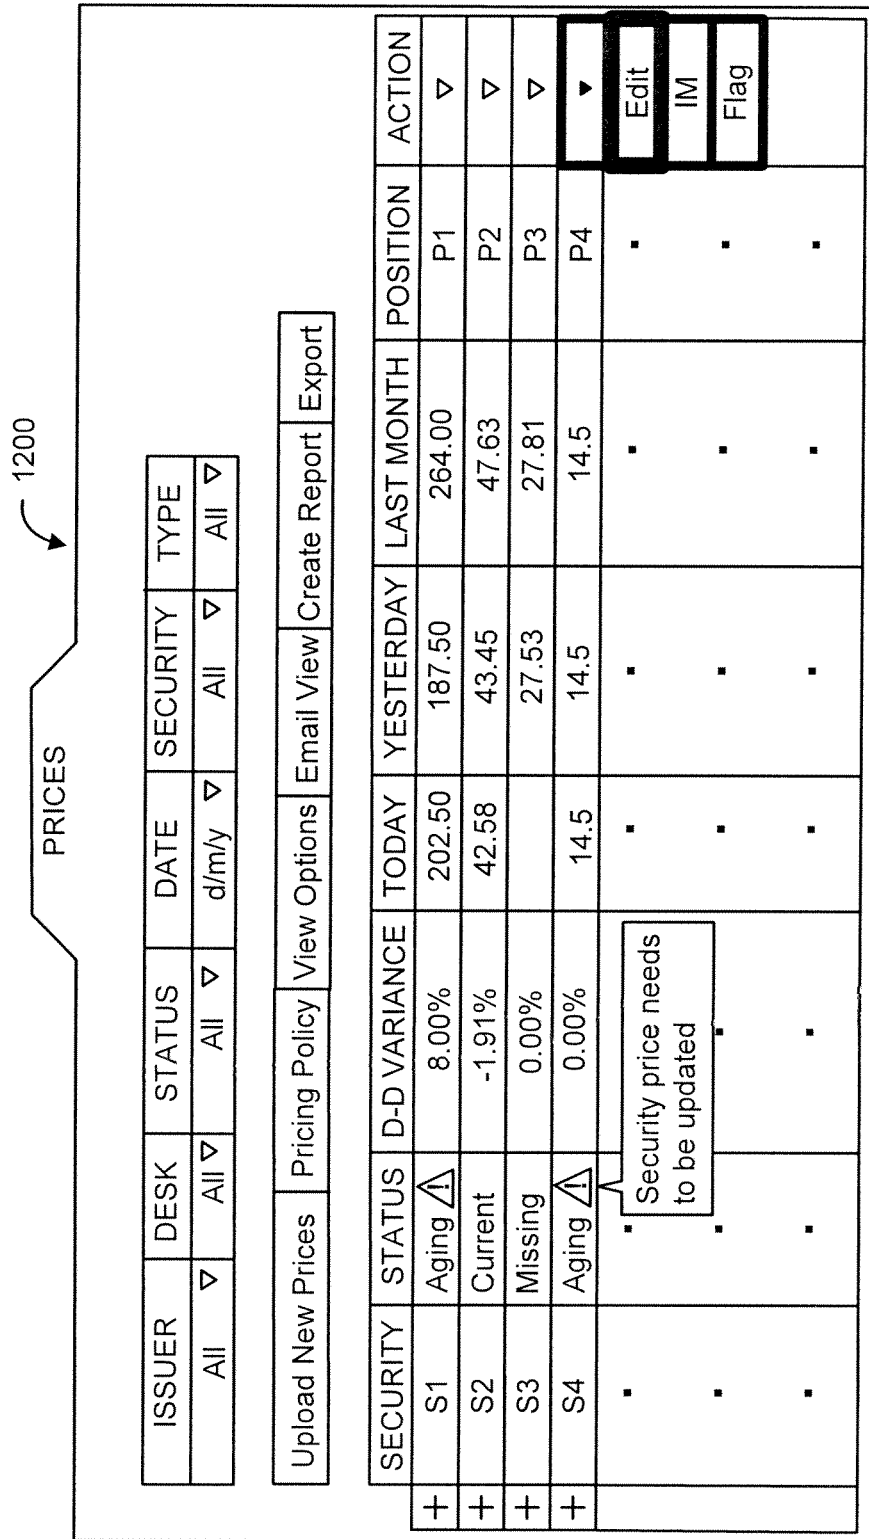 1200
PRICES
ISSUER DESK STATUS DATE SECURITY TYPE
All All All d/m/y All All
Upload New Prices Pricing Policy View Options Email View Create Report Export
SECURITY STATUS D-D VARIANCE TODAY YESTERDAY LAST MONTH POSITION ACTION
+ S1 Aging 8.00% 202.50 187.50 264.00 P1
+ S2 Current -1.91% 42.58 43.45 47.63 P2
+ S3 Missing 0.00% 27.53 27.81 P3
+ S4 Aging 0.00% 14.5 14.5 14.5 P4
Edit
IM
Flag
Security price needs
to be updated